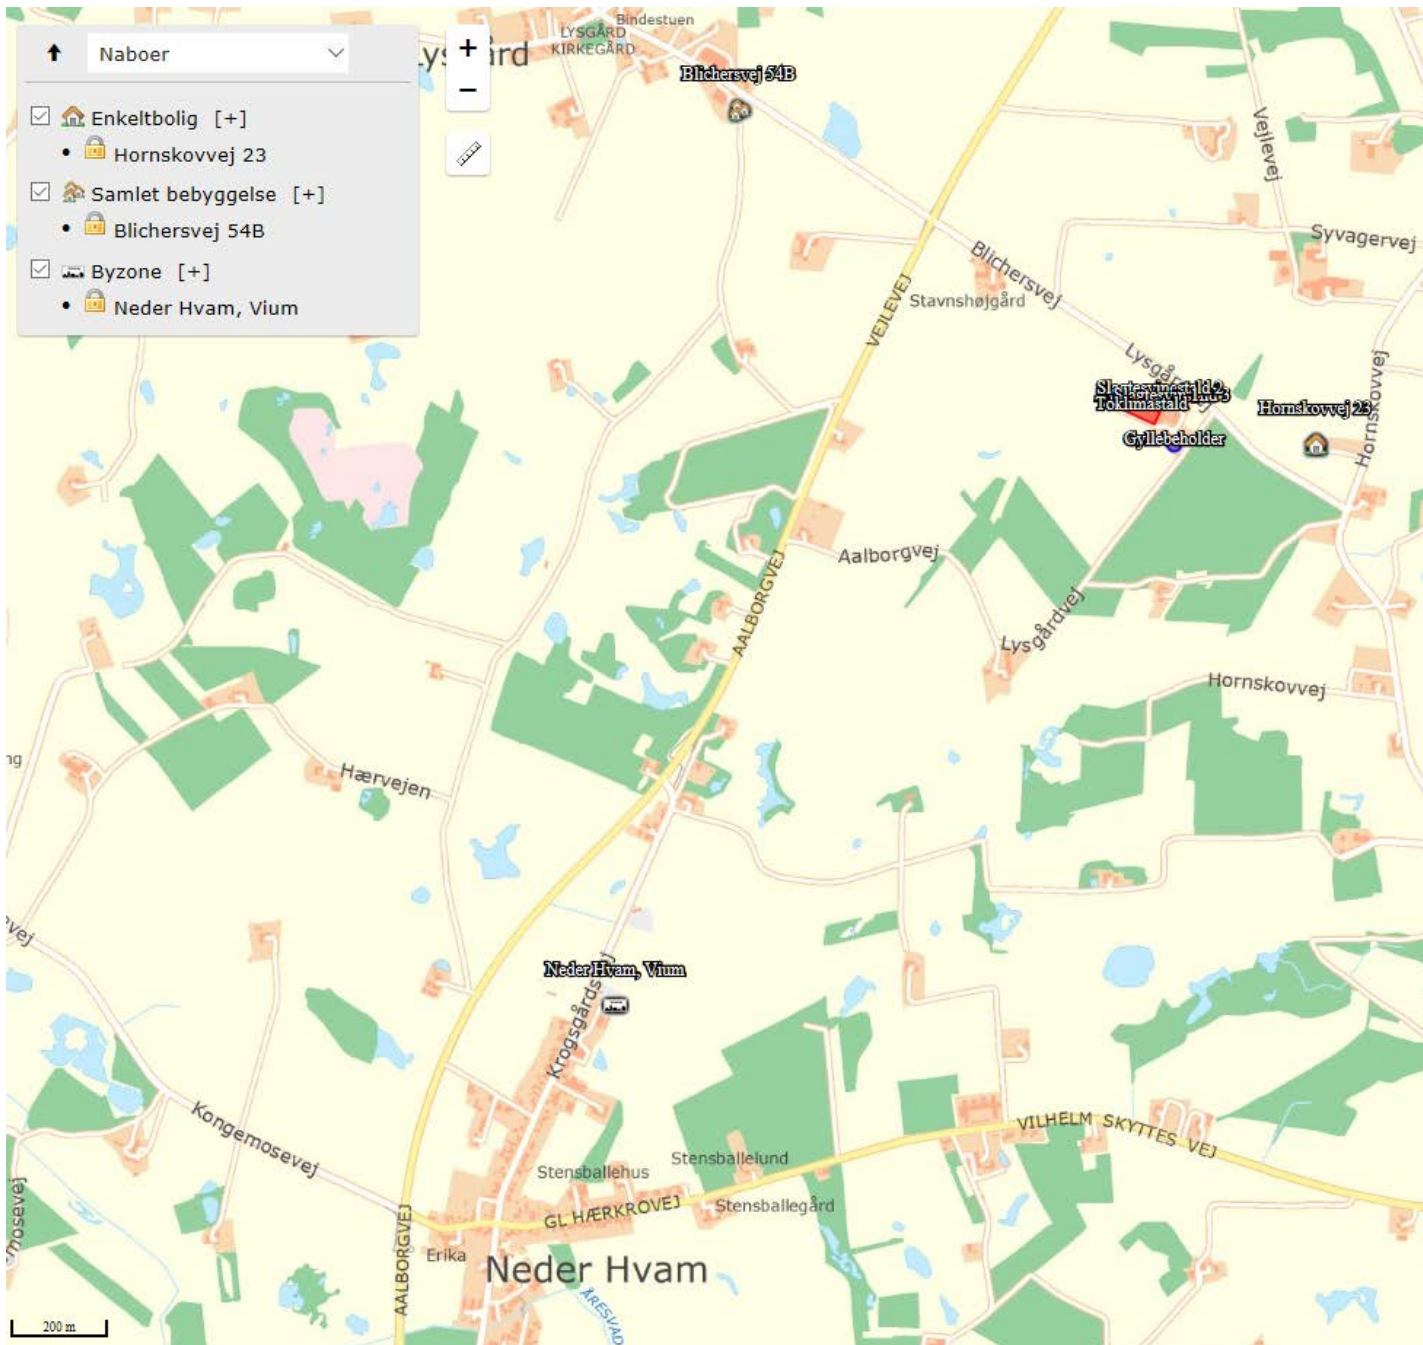 Naboer
Enkeltbolig [+]
Hornskovvej 23
Samlet bebyggelse [+]
Blichersvej 54B
Byzone [+]
Neder Hvam, Vium
+
−
Bindestuen
LYSGÅRD
KIRKEGÅRD
Blichersvej 54B
Vejlevej
Syvagervej
Blichersvej
Stavnshøjgård
VEJLEVEJ
Hornskovvej
Slagtesvinestald 2
Toklimastald
Hornskovvej 23
Gyllebeholder
Aalborgvej
AALBORGVEJ
Lysgårdvej
Hornskovvej
Hærvejen
Neder Hvam, Vium
Kongemosevej
VILHELM SKYTTES VEJ
Stensballehus
Stensballelund
Stensballegård
GL HÆRKROVEJ
AALBORGVEJ
Erika
Neder Hvam
200 m